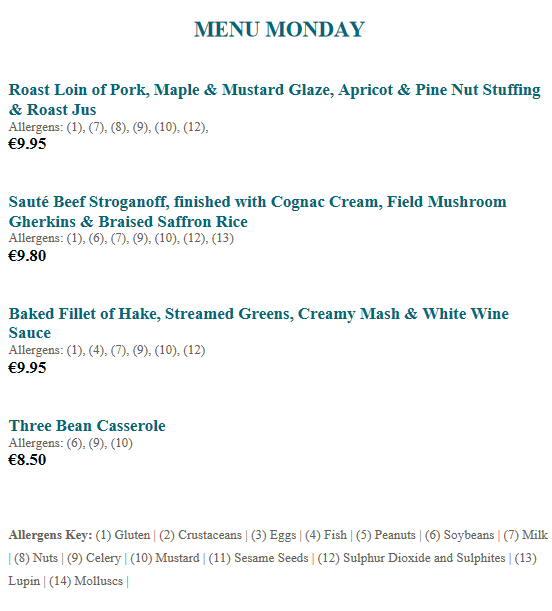 MENU MONDAY
Roast Loin of Pork, Maple & Mustard Glaze, Apricot & Pine Nut Stuffing
& Roast Jus
Allergens: (1), (7), (8), (9), (10), (12),
€9.95
Sauté Beef Stroganoff, finished with Cognac Cream, Field Mushroom
Gherkins & Braised Saffron Rice
Allergens: (1), (6), (7), (9), (10), (12), (13)
€9.80
Baked Fillet of Hake, Streamed Greens, Creamy Mash & White Wine
Sauce
Allergens: (1), (4), (7), (9), (10), (12)
€9.95
Three Bean Casserole
Allergens: (6), (9), (10)
€8.50
Allergens Key: (1) Gluten | (2) Crustaceans | (3) Eggs | (4) Fish | (5) Peanuts | (6) Soybeans | (7) Milk
| (8) Nuts | (9) Celery | (10) Mustard | (11) Sesame Seeds | (12) Sulphur Dioxide and Sulphites | (13)
Lupin | (14) Molluscs |